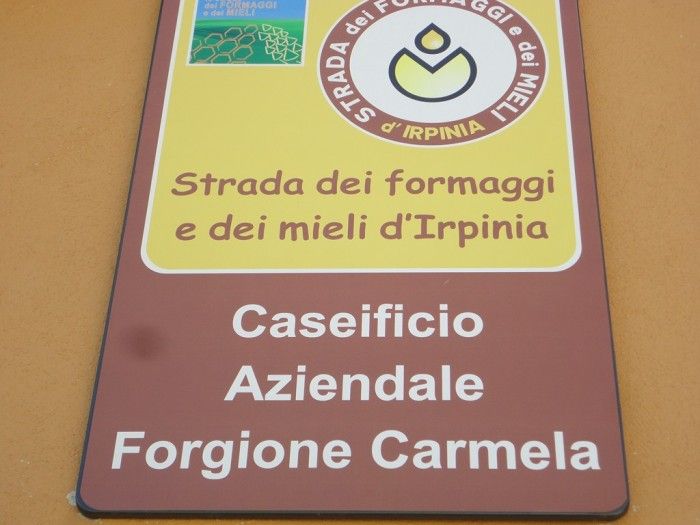 dei FORMAGGI
e dei MIELI
STRADA dei FORMAGGI e dei MIELI
d'IRPINIA
Strada dei formaggi
e dei mieli d'Irpinia
Caseificio
Aziendale
Forgione Carmela